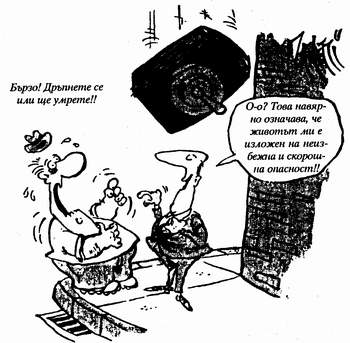 Бързо! Дръпнете се
или ще умрете!!
О-о? Това навяр-
но означава, че
животът ми е
изложен на неиз-
бежна и скорош-
на опасност!!